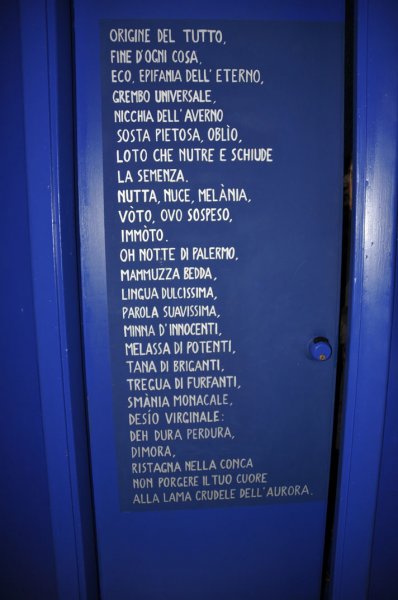 ORIGINE DEL TUTTO,
FINE D'OGNI COSA,
ECO, EPIFANIA DELL'ETERNO,
GREMBO UNIVERSALE,
NICCHIA DELL'AVERNO
SOSTA PIETOSA, OBLÌO,
LOTO CHE NUTRE E SCHIUDE
LA SEMENZA.
NUTTA, NUCE, MELÀNIA,
VÒTO, OVO SOSPESO,
IMMÒTO.
OH NOTTE DI PALERMO,
MAMMUZZA BEDDA,
LINGUA DULCISSIMA,
PAROLA SUAVISSIMA,
MINNA D'INNOCENTI,
MELASSA DI POTENTI,
TANA DI BRIGANTI,
TREGUA DI FURFANTI,
SMÀNIA MONACALE,
DESÍO VIRGINALE:
DEH DURA PERDURA,
DIMORA,
RISTAGNA NELLA CONCA
NON PORGERE IL TUO CUORE
ALLA LAMA CRUDELE DELL'AURORA.